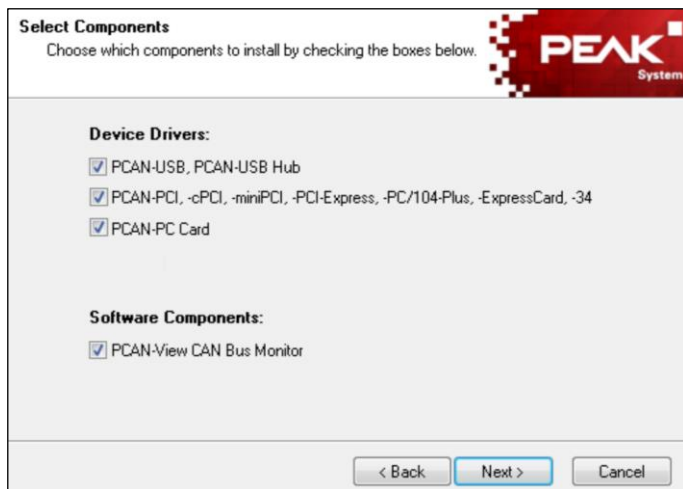 Select Components
Choose which components to install by checking the boxes below.
PEAK
System
Device Drivers:
PCAN-USB, PCAN-USB Hub
PCAN-PCI, -cPCI, -miniPCI, -PCI-Express, -PC/104-Plus, -ExpressCard, -34
PCAN-PC Card
Software Components:
PCAN-View CAN Bus Monitor
< Back
Next >
Cancel